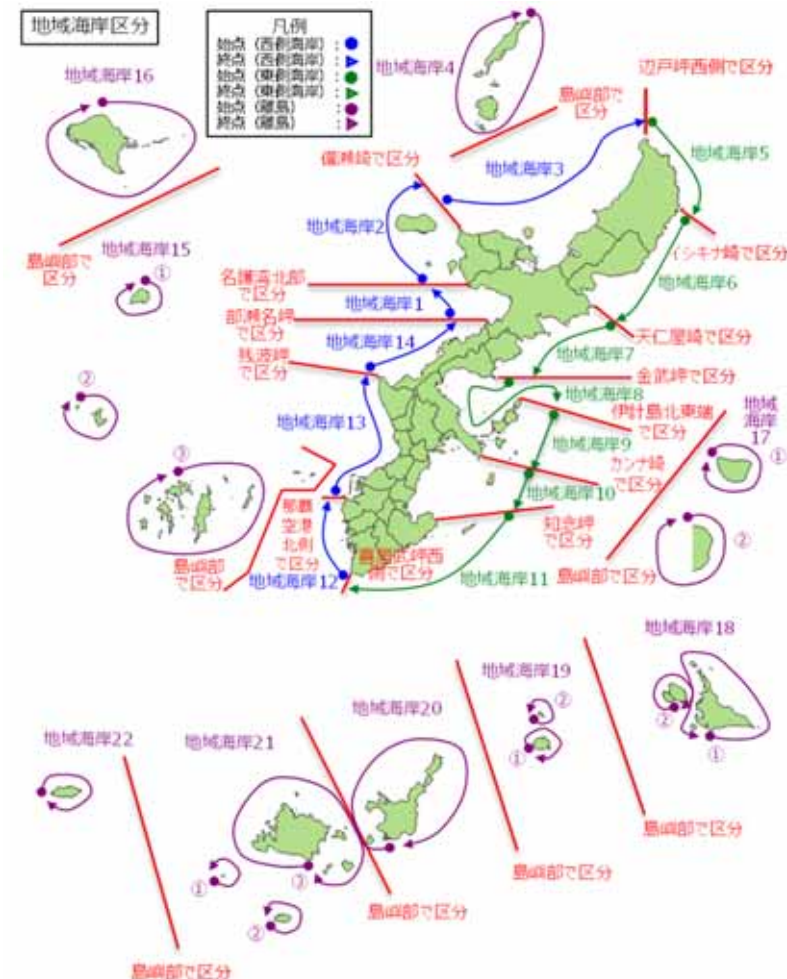 地域海岸区分
凡例
始点（西側海岸）：
終点（西側海岸）：
始点（東側海岸）：
終点（東側海岸）：
始点（離島）：
終点（離島）：
地域海岸16
地域海岸4
島嶼部で
区分
辺戸岬西側で区分
備瀬崎で区分
地域海岸3
地域海岸5
地域海岸2
島嶼部で
区分
地域海岸15
①
イシキナ崎で区分
名護湾北部
で区分
地域海岸1
地域海岸6
部瀬名岬
で区分
地域海岸14
天仁屋崎で区分
残波岬
で区分
地域海岸7
金武岬で区分
②
地域海岸8
伊計島北東端
で区分
地域
海岸
17
①
地域海岸13
地域海岸9
③
カンナ崎
で区分
地域海岸10
那覇
空港
北側
で区分
知念岬
で区分
②
島嶼部
で区分
喜屋武岬西
側で区分
地域海岸12
地域海岸11
島嶼部
で区分
地域海岸18
地域海岸19
②
①
②
①
地域海岸20
地域海岸22
地域海岸21
島嶼部で区分
①
③
島嶼部で区分
②
島嶼部で区分
島嶼部で区分